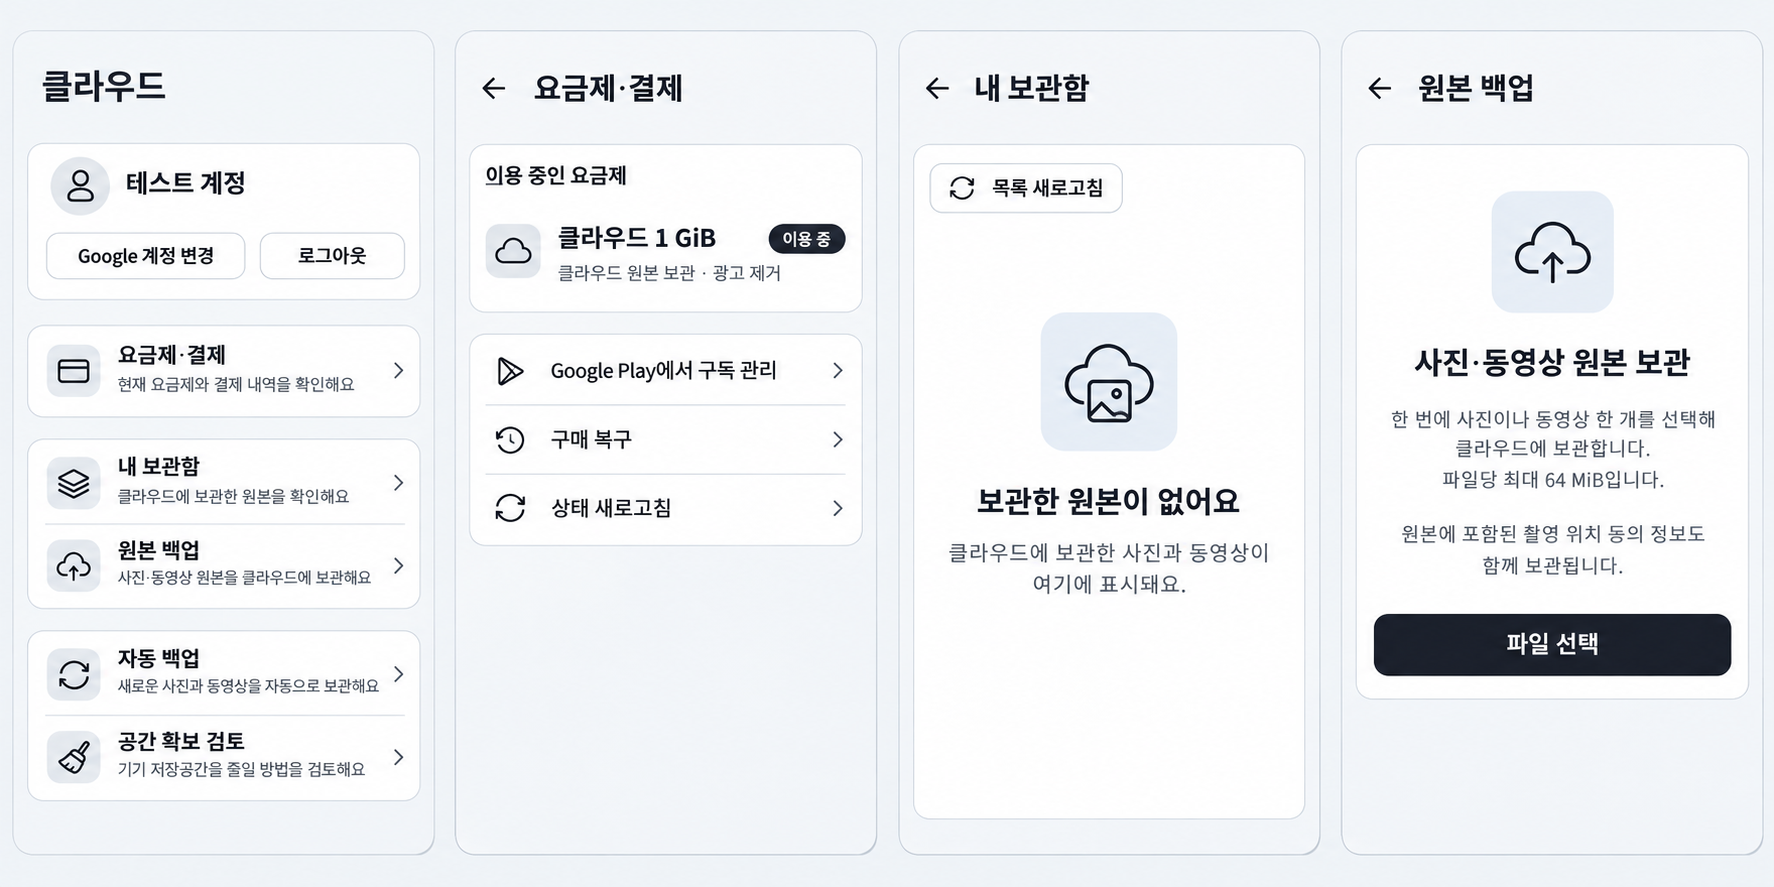 클라우드
테스트 계정
Google 계정 변경
로그아웃
요금제·결제
현재 요금제와 결제 내역을 확인해요
내 보관함
클라우드에 보관한 원본을 확인해요
원본 백업
사진·동영상 원본을 클라우드에 보관해요
자동 백업
새로운 사진과 동영상을 자동으로 보관해요
공간 확보 검토
기기 저장공간을 줄일 방법을 검토해요
요금제·결제
이용 중인 요금제
클라우드 1 GiB
이용 중
클라우드 원본 보관 · 광고 제거
Google Play에서 구독 관리
구매 복구
상태 새로고침
내 보관함
목록 새로고침
보관한 원본이 없어요
클라우드에 보관한 사진과 동영상이
여기에 표시돼요.
원본 백업
사진·동영상 원본 보관
한 번에 사진이나 동영상 한 개를 선택해
클라우드에 보관합니다.
파일당 최대 64 MiB입니다.
원본에 포함된 촬영 위치 동의 정보도
함께 보관됩니다.
파일 선택